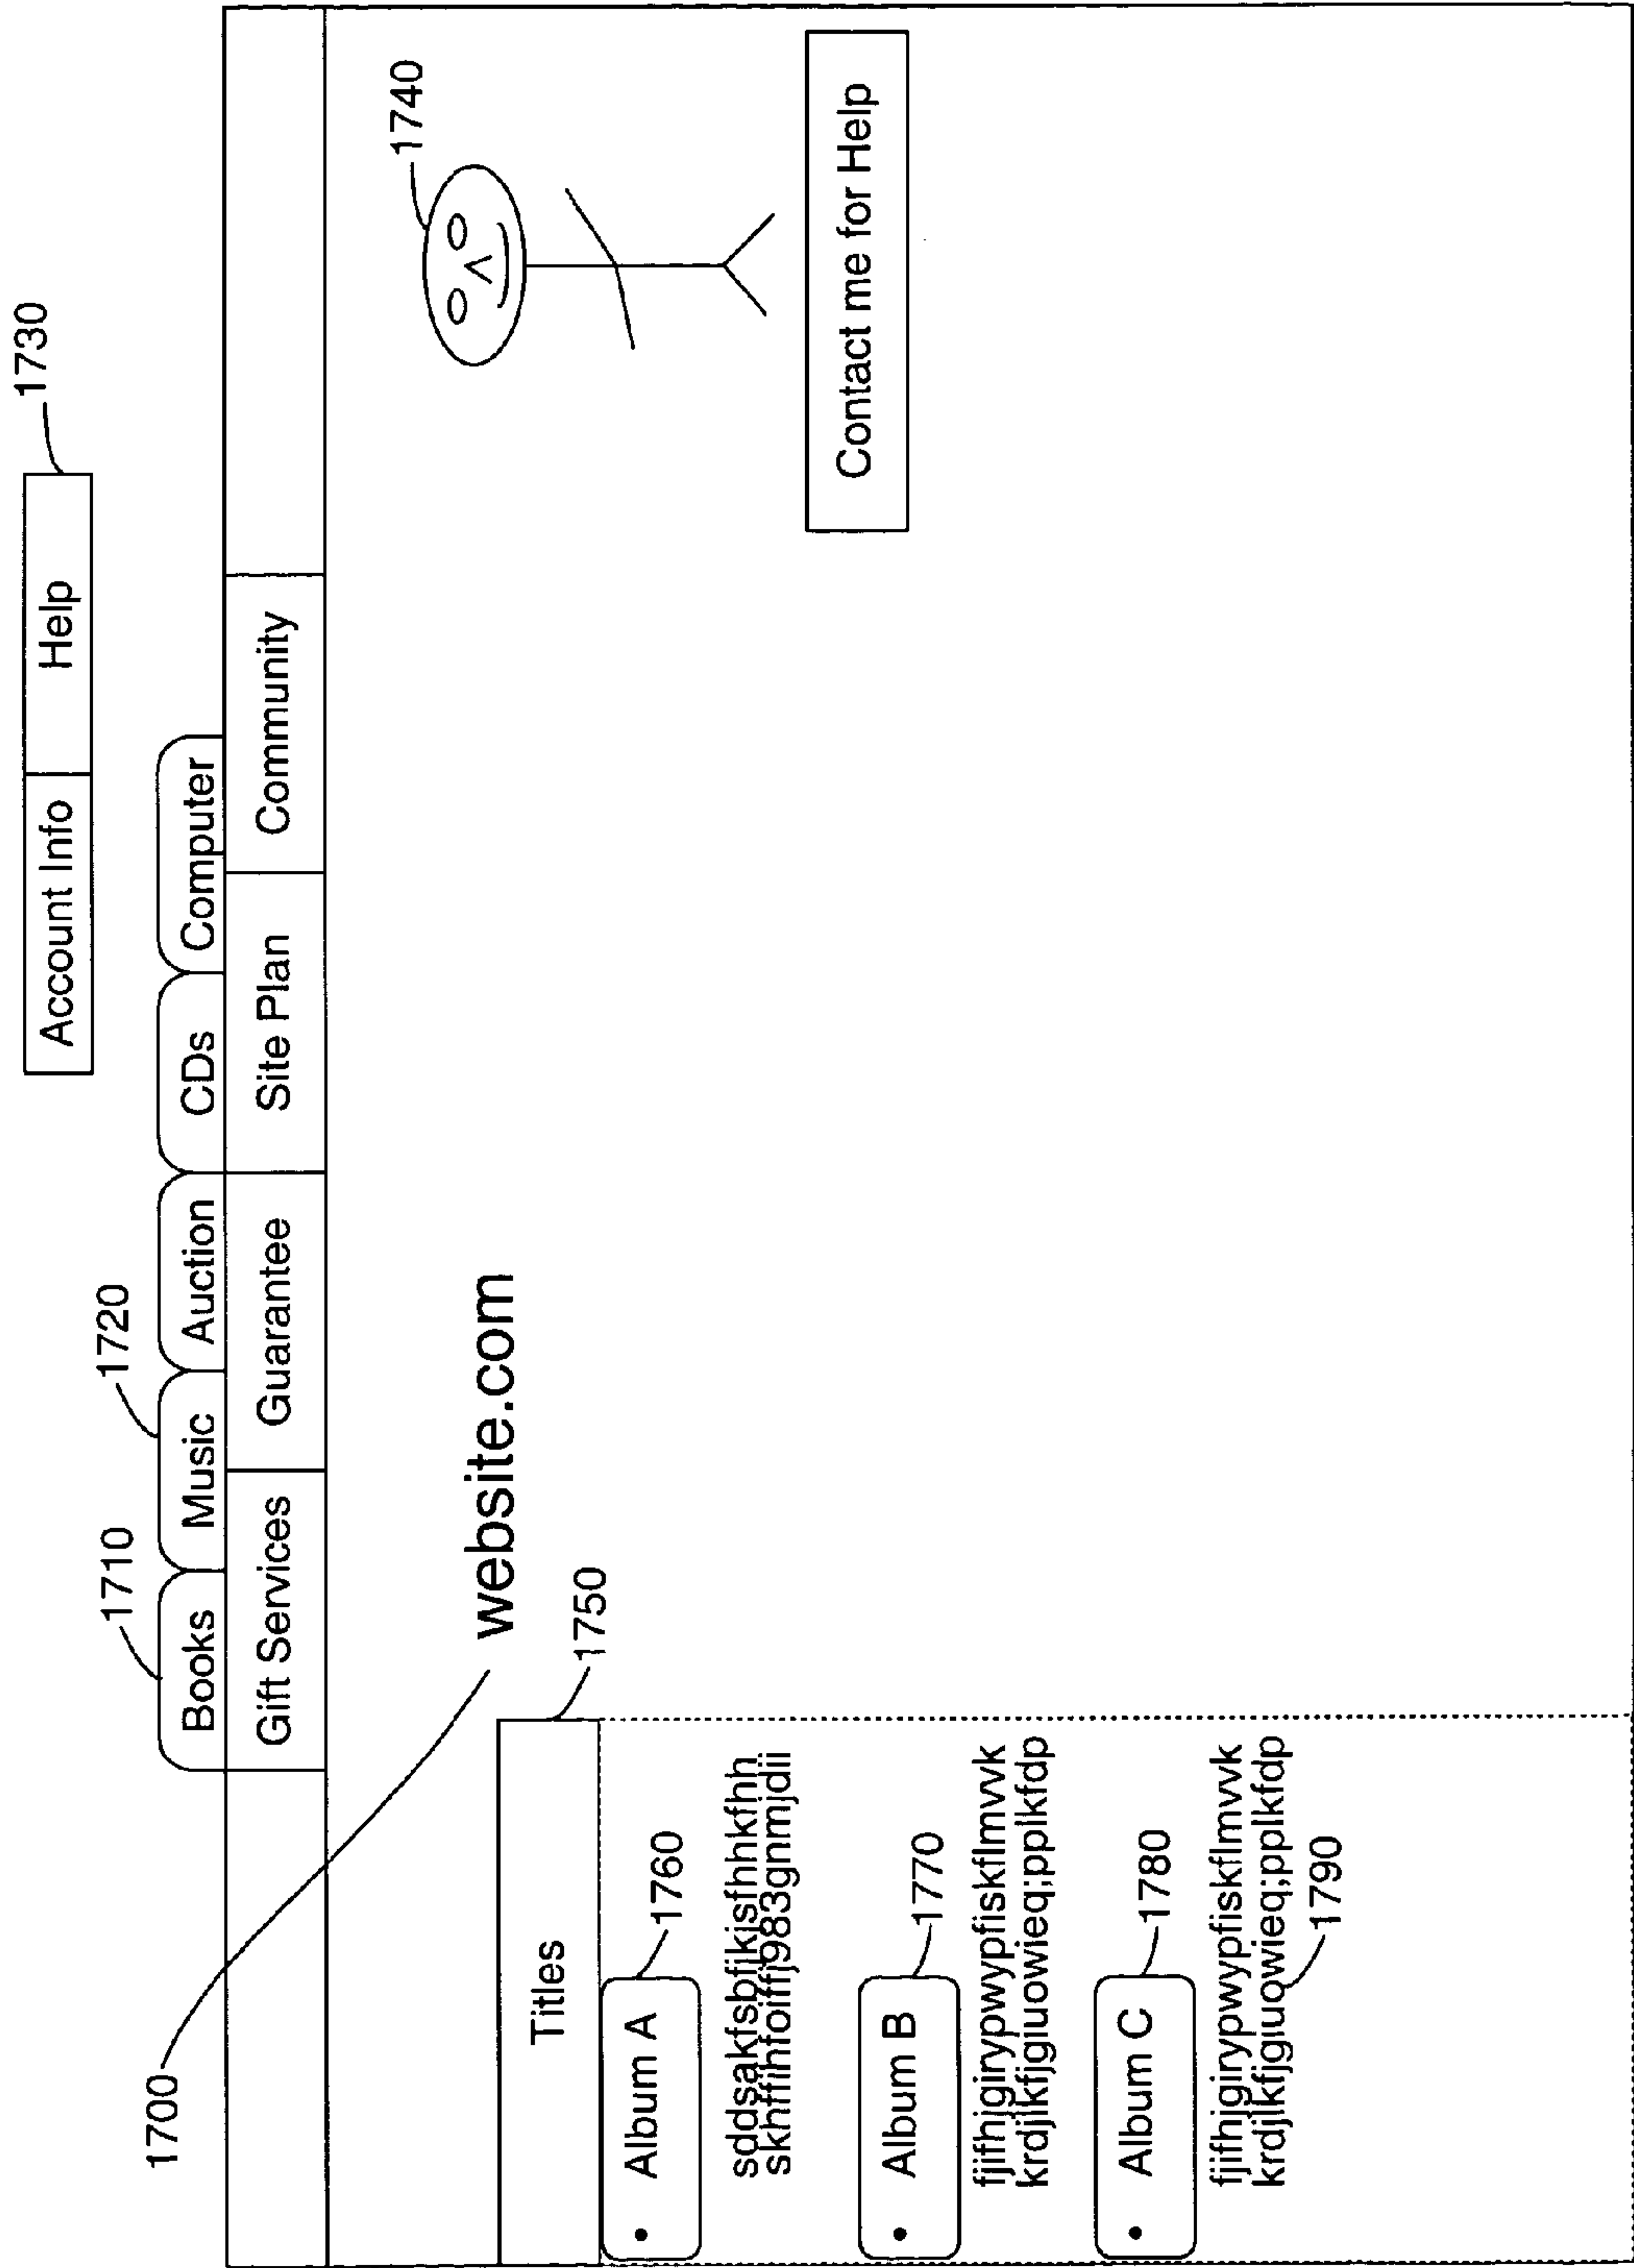 1730
Account Info Help
1710 1720
Books Music Auction CDs Computer
1700
Gift Services Guarantee Site Plan Community
1740
website.com
1750
Titles
• Album A
1760
sddsakfsbfjkjsfhhkfhh
skhffihfoiffj983gnmjdii
Contact me for Help
• Album B
1770
fjifhjgirypwypfiskflmvvk
krdjlkfjgiuowieq;pplkfdp
• Album C
1780
fjifhjgirypwypfiskflmvvk
krdjlkfjgiuowieq;pplkfdp
1790